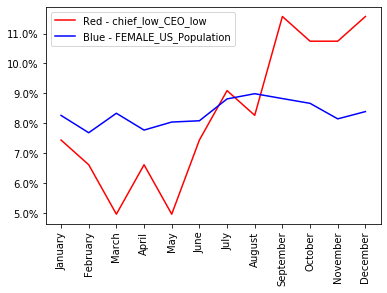 Red - chief_low_CEO_low
Blue - FEMALE_US_Population
11.0%
10.0%
9.0%
8.0%
7.0%
6.0%
5.0%
January
February
March
April
May
June
July
August
September
October
November
December